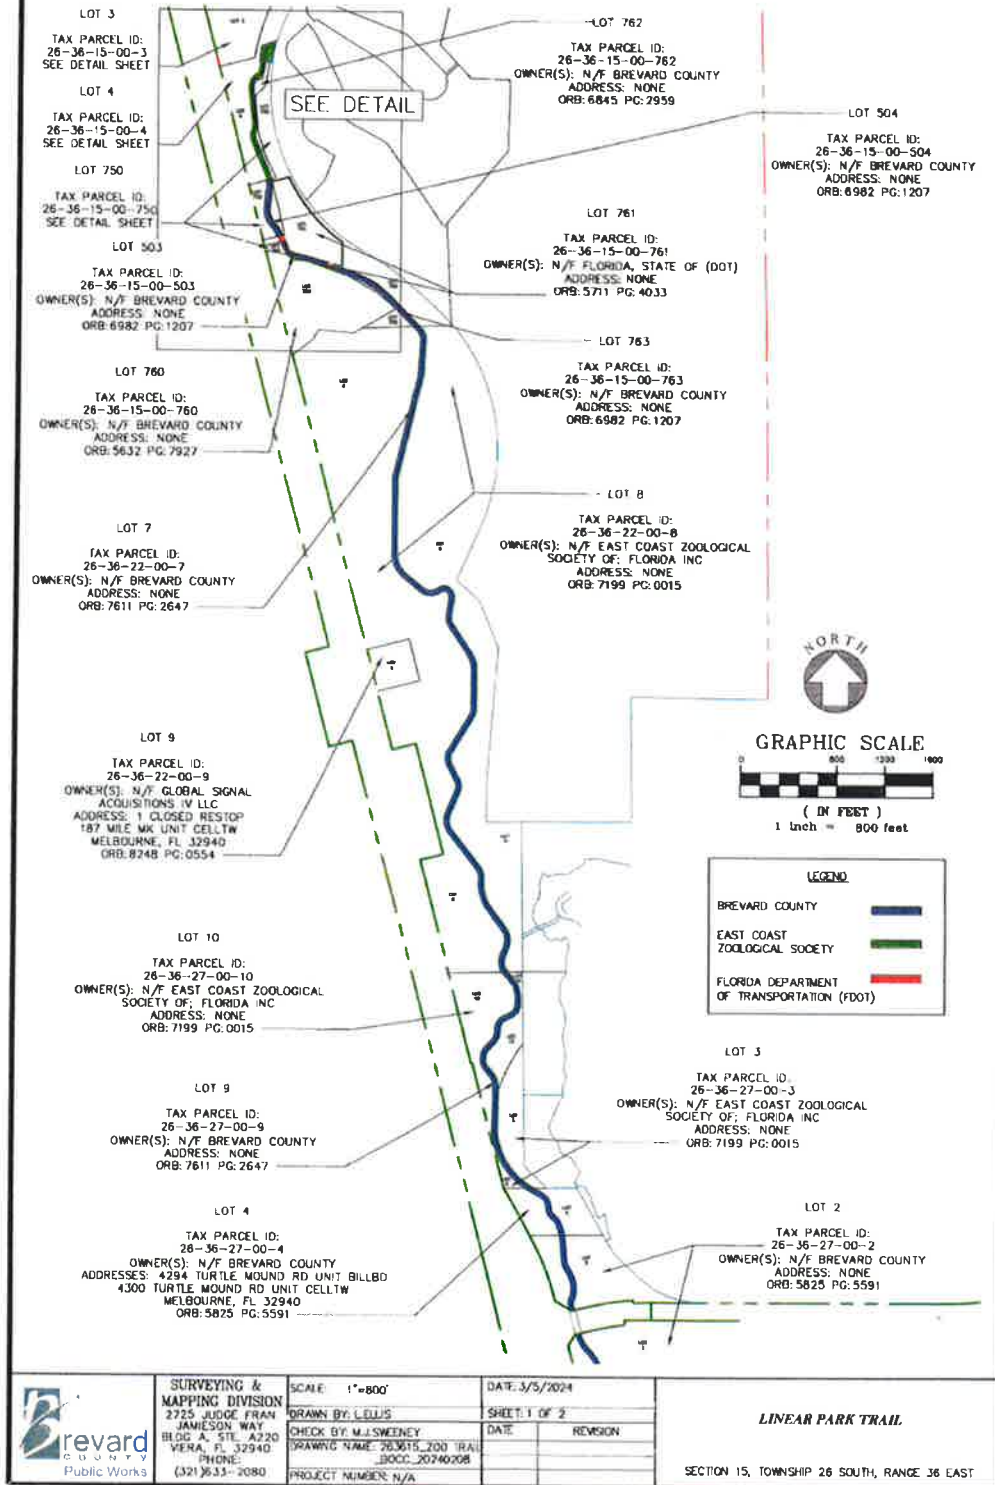 LOT 3
TAX PARCEL ID:
26-36-15-00-3
SEE DETAIL SHEET
LOT 4
TAX PARCEL ID:
26-36-15-00-4
SEE DETAIL SHEET
LOT 750
TAX PARCEL ID:
26-36-15-00-750
SEE DETAIL SHEET
LOT 503
TAX PARCEL ID:
26-36-15-00-503
OWNER(S): N/F BREVARD COUNTY
ADDRESS: NONE
ORB:6982 PG:1207
LOT 760
TAX PARCEL ID:
26-36-15-00-760
OWNER(S): N/F BREVARD COUNTY
ADDRESS: NONE
ORB:5632 PG:7927
LOT 7
TAX PARCEL ID:
26-36-22-00-7
OWNER(S): N/F BREVARD COUNTY
ADDRESS: NONE
ORB:7611 PG:2647
LOT 9
TAX PARCEL ID:
26-36-22-00-9
OWNER(S): N/F GLOBAL SIGNAL
ACQUISITIONS IV LLC
ADDRESS: 1 CLOSED RESTOP
187 MILE MK UNIT CELLTW
MELBOURNE, FL 32940
ORB:8248 PG:0554
LOT 10
TAX PARCEL ID:
26-36-27-00-10
OWNER(S): N/F EAST COAST ZOOLOGICAL
SOCIETY OF; FLORIDA INC
ADDRESS: NONE
ORB:7199 PG:0015
LOT 9
TAX PARCEL ID:
26-36-27-00-9
OWNER(S): N/F BREVARD COUNTY
ADDRESS: NONE
ORB:7611 PG:2647
LOT 4
TAX PARCEL ID:
26-36-27-00-4
OWNER(S): N/F BREVARD COUNTY
ADDRESSES: 4294 TURTLE MOUND RD UNIT BILLBD
4300 TURTLE MOUND RD UNIT CELLTW
MELBOURNE, FL 32940
ORB:5825 PG:5591
SEE DETAIL
LOT 762
TAX PARCEL ID:
26-36-15-00-762
OWNER(S): N/F BREVARD COUNTY
ADDRESS: NONE
ORB:6845 PG:2959
LOT 504
TAX PARCEL ID:
26-36-15-00-504
OWNER(S): N/F BREVARD COUNTY
ADDRESS: NONE
ORB:6982 PG:1207
LOT 761
TAX PARCEL ID:
26-36-15-00-761
OWNER(S): N/F FLORIDA, STATE OF (DOT)
ADDRESS: NONE
ORB:5711 PG:4033
LOT 763
TAX PARCEL ID:
26-36-15-00-763
OWNER(S): N/F BREVARD COUNTY
ADDRESS: NONE
ORB:6982 PG:1207
LOT 8
TAX PARCEL ID:
26-36-22-00-8
OWNER(S): N/F EAST COAST ZOOLOGICAL
SOCIETY OF; FLORIDA INC
ADDRESS: NONE
ORB:7199 PG:0015
NORTH
GRAPHIC SCALE
0 800 1200 1600
( IN FEET )
1 inch = 800 feet
LEGEND
BREVARD COUNTY
EAST COAST
ZOOLOGICAL SOCIETY
FLORIDA DEPARTMENT
OF TRANSPORTATION (FDOT)
LOT 3
TAX PARCEL ID:
26-36-27-00-3
OWNER(S): N/F EAST COAST ZOOLOGICAL
SOCIETY OF; FLORIDA INC
ADDRESS: NONE
ORB:7199 PG:0015
LOT 2
TAX PARCEL ID:
26-36-27-00-2
OWNER(S): N/F BREVARD COUNTY
ADDRESS: NONE
ORB:5825 PG:5591
Brevard
COUNTY
Public Works
SURVEYING &
MAPPING DIVISION
2725 JUDGE FRAN
JAMIESON WAY
BLDG A, STE. A220
VIERA, FL 32940
PHONE:
(321)633-2080
SCALE: 1"=800'
DRAWN BY: L.ELLIS
CHECK BY: M.J.SWEENEY
DRAWING NAME: 263615_200 TRAIL
_BOCC_20240208
PROJECT NUMBER: N/A
DATE: 3/5/2024
SHEET: 1 OF 2
DATE REVISION
LINEAR PARK TRAIL
SECTION 15, TOWNSHIP 26 SOUTH, RANGE 36 EAST